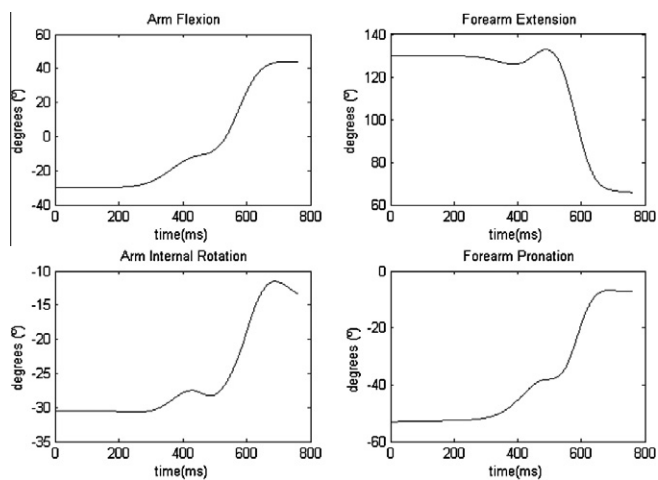 Arm Flexion
60
40
20
0
-20
-40
degrees (º)
0 200 400 600 800
time(ms)
Forearm Extension
140
120
100
80
60
degrees (º)
0 200 400 600 800
time(ms)
Arm Internal Rotation
-10
-15
-20
-25
-30
-35
degrees (º)
0 200 400 600 800
time(ms)
Forearm Pronation
0
-20
-40
-60
degrees (º)
0 200 400 600 800
time(ms)